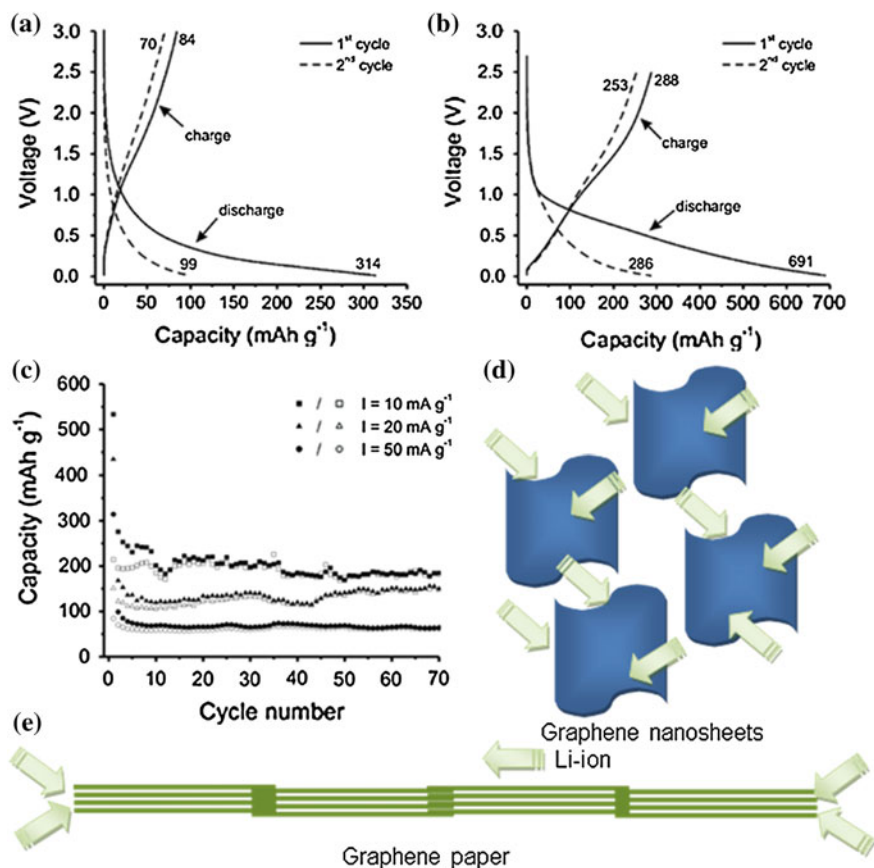 (a)
3.0
2.5
2.0
1.5
1.0
0.5
0.0
Voltage (V)
70
84
1st cycle
2nd cycle
charge
discharge
99
314
0 50 100 150 200 250 300 350
Capacity (mAh g-1)
(b)
3.0
2.5
2.0
1.5
1.0
0.5
0.0
Voltage (V)
1st cycle
2nd cycle
253
288
charge
discharge
286
691
0 100 200 300 400 500 600 700
Capacity (mAh g-1)
(c)
600
500
400
300
200
100
0
Capacity (mAh g-1)
/ I = 10 mA g-1
/ I = 20 mA g-1
/ I = 50 mA g-1
0 10 20 30 40 50 60 70
Cycle number
(d)
Graphene nanosheets
Li-ion
(e)
Graphene paper